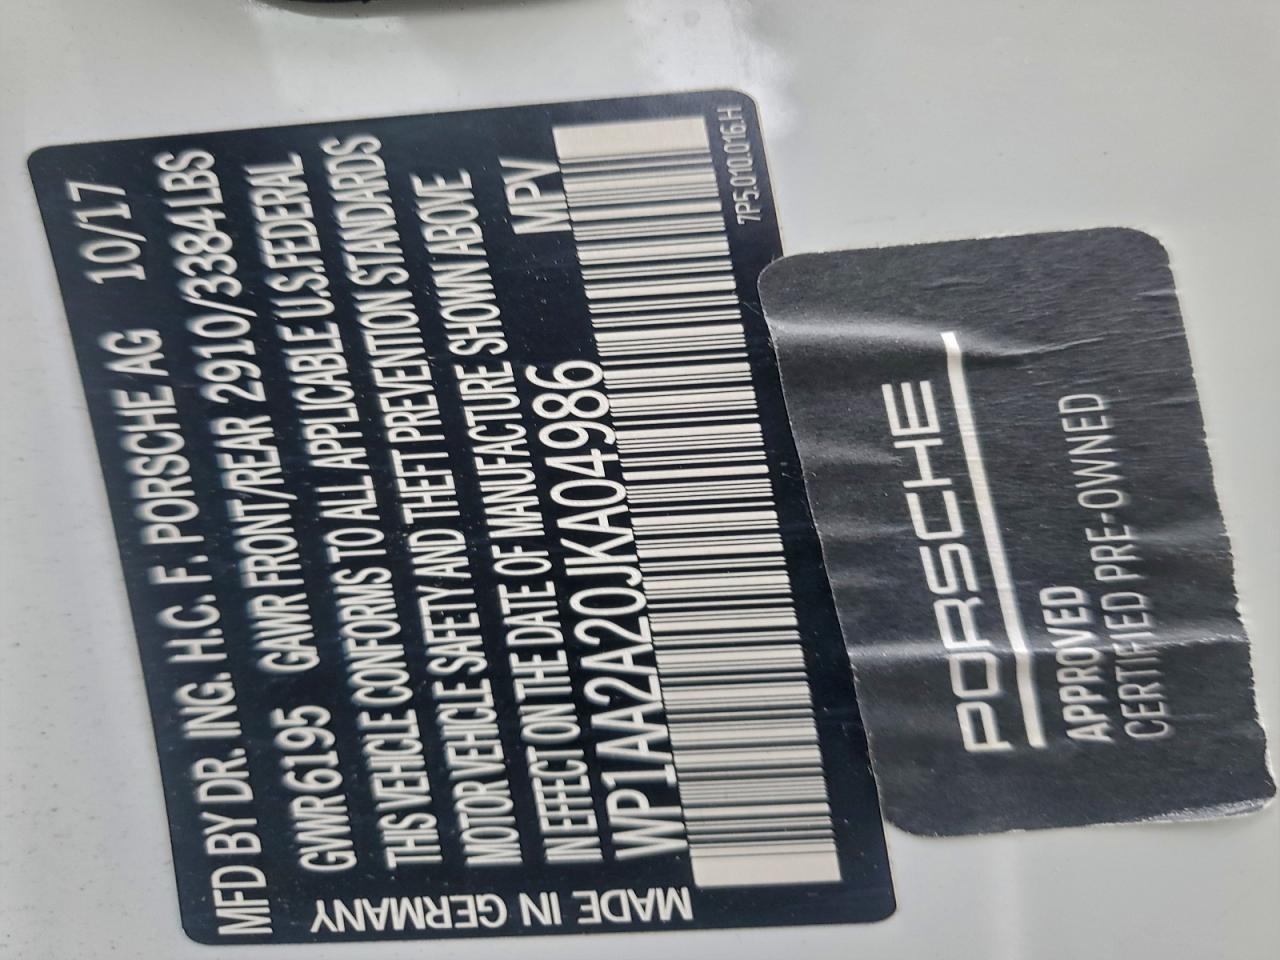 MFD BY DR. ING. H.C. F. PORSCHE AG 10/17
GVWR 6195 GAWR FRONT/REAR 2910/3384 LBS
THIS VEHICLE CONFORMS TO ALL APPLICABLE U.S.FEDERAL
MOTOR VEHICLE SAFETY AND THEFT PREVENTION STANDARDS
IN EFFECT ON THE DATE OF MANUFACTURE SHOWN ABOVE
WP1AA2A20JKA04986 MPV
7P5.010.016.H
MADE IN GERMANY
PORSCHE
APPROVED
CERTIFIED PRE-OWNED